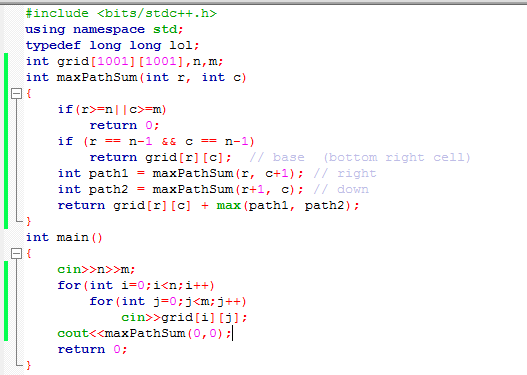 #include <bits/stdc++.h>
using namespace std;
typedef long long lol;
int grid[1001][1001],n,m;
int maxPathSum(int r, int c)
{
    if(r>=n||c>=m)
        return 0;
    if (r == n-1 && c == n-1)
        return grid[r][c];  // base  (bottom right cell)
    int path1 = maxPathSum(r, c+1); // right
    int path2 = maxPathSum(r+1, c); // down
    return grid[r][c] + max(path1, path2);
}
int main()
{
    cin>>n>>m;
    for(int i=0;i<n;i++)
        for(int j=0;j<m;j++)
            cin>>grid[i][j];
    cout<<maxPathSum(0,0);
    return 0;
}